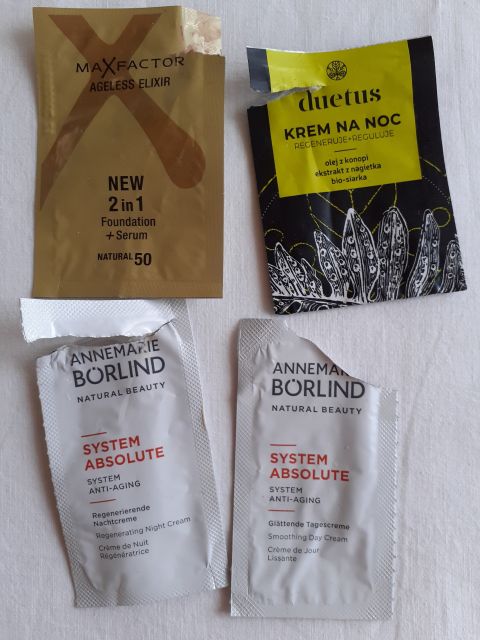 MAXFACTOR
AGELESS ELIXIR
NEW
2 in 1
Foundation
+ Serum
NATURAL 50
duetus
KREM NA NOC
REGENERUJE+REGULUJE
olej z konopi
ekstrakt z nagietka
bio-siarka
ANNEMARIE
BÖRLIND
NATURAL BEAUTY
SYSTEM
ABSOLUTE
SYSTEM
ANTI-AGING
Regenerierende
Nachtcreme
Regenerating Night Cream
Crème de Nuit
Régénératrice
ANNEMA
BÖRLIND
NATURAL BEAUTY
SYSTEM
ABSOLUTE
SYSTEM
ANTI-AGING
Glättende Tagescreme
Smoothing Day Cream
Crème de Jour
Lissante